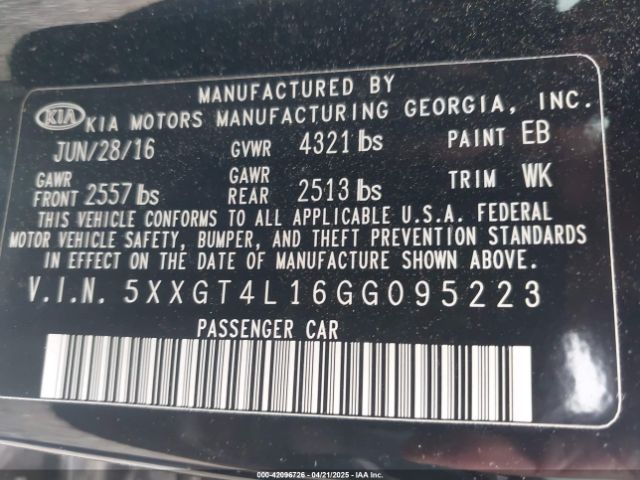 MANUFACTURED BY
KIA KIA MOTORS MANUFACTURING GEORGIA, INC.
JUN/28/16 GVWR 4321 lbs PAINT EB
GAWR FRONT 2557 lbs GAWR REAR 2513 lbs TRIM WK
THIS VEHICLE CONFORMS TO ALL APPLICABLE U.S.A. FEDERAL
MOTOR VEHICLE SAFETY, BUMPER, AND THEFT PREVENTION STANDARDS
IN EFFECT ON THE DATE OF MANUFACTURE SHOWN ABOVE.
V.I.N. 5XXGT4L16GG095223
PASSENGER CAR
000-42096726 - 04/21/2025 - IAA Inc.